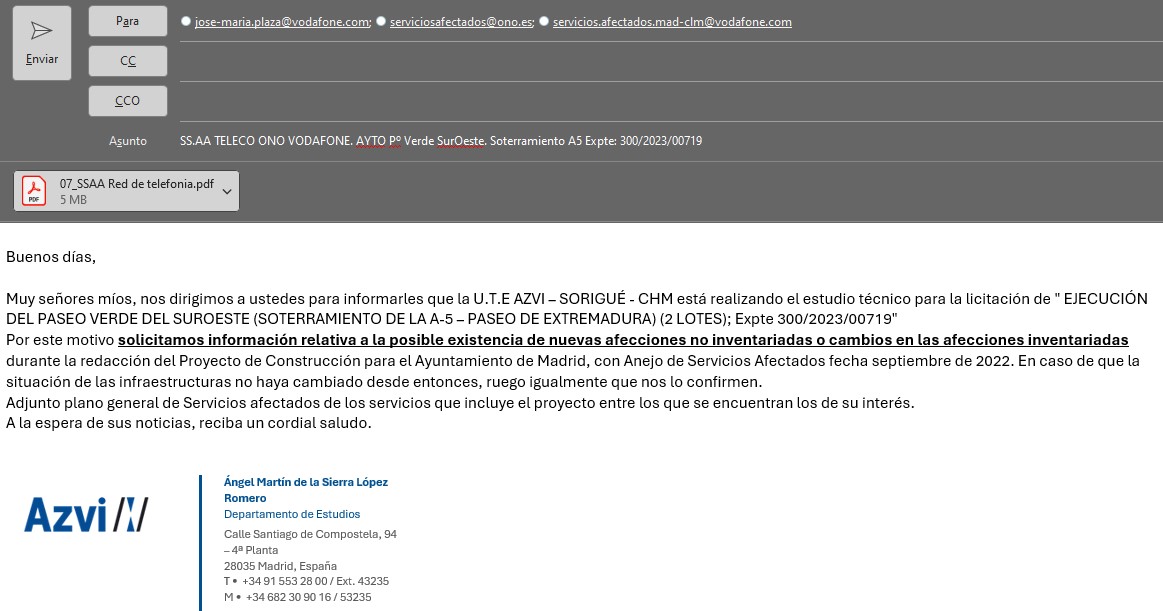 Enviar
Para
jose-maria.plaza@vodafone.com; serviciosafectados@ono.es; servicios.afectados.mad-clm@vodafone.com
CC
CCO
Asunto
SS.AA TELECO ONO VODAFONE. AYTO Pº Verde SurOeste. Soterramiento A5 Expte: 300/2023/00719
07_SSAA Red de telefonia.pdf
5 MB
PDF
Buenos días,
Muy señores míos, nos dirigimos a ustedes para informarles que la U.T.E AZVI – SORIGUÉ - CHM está realizando el estudio técnico para la licitación de " EJECUCIÓN
DEL PASEO VERDE DEL SUROESTE (SOTERRAMIENTO DE LA A-5 – PASEO DE EXTREMADURA) (2 LOTES); Expte 300/2023/00719"
Por este motivo solicitamos información relativa a la posible existencia de nuevas afecciones no inventariadas o cambios en las afecciones inventariadas
durante la redacción del Proyecto de Construcción para el Ayuntamiento de Madrid, con Anejo de Servicios Afectados fecha septiembre de 2022. En caso de que la
situación de las infraestructuras no haya cambiado desde entonces, ruego igualmente que nos lo confirmen.
Adjunto plano general de Servicios afectados de los servicios que incluye el proyecto entre los que se encuentran los de su interés.
A la espera de sus noticias, reciba un cordial saludo.
Azvi
Ángel Martín de la Sierra López
Romero
Departamento de Estudios
Calle Santiago de Compostela, 94
– 4ª Planta
28035 Madrid, España
T • +34 91 553 28 00 / Ext. 43235
M • +34 682 30 90 16 / 53235